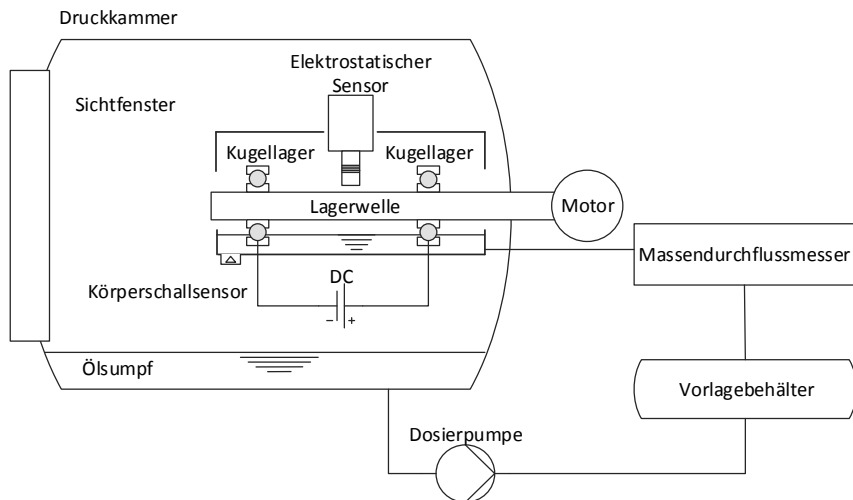 Druckkammer
Elektrostatischer
Sensor
Sichtfenster
Kugellager
Kugellager
Lagerwelle
Motor
Massendurchflussmesser
DC
Körperschallsensor
− +
Ölsumpf
Vorlagebehälter
Dosierpumpe